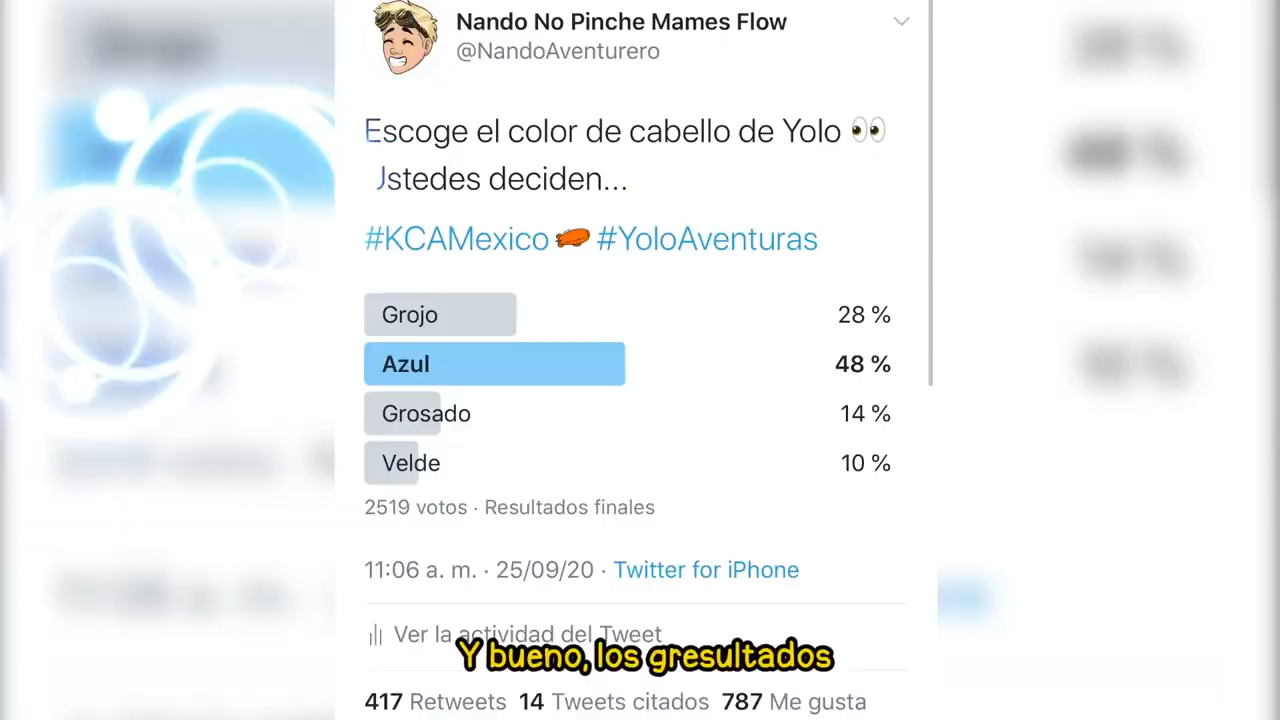 Nando No Pinche Mames Flow
@NandoAventurero
Escoge el color de cabello de Yolo 👀
Ustedes deciden...
#KCAMexico #YoloAventuras
Grojo 28 %
Azul 48 %
Grosado 14 %
Velde 10 %
2519 votos · Resultados finales
11:06 a. m. · 25/09/20 · Twitter for iPhone
Ver la actividad del Tweet
Y bueno, los gresultados
417 Retweets 14 Tweets citados 787 Me gusta